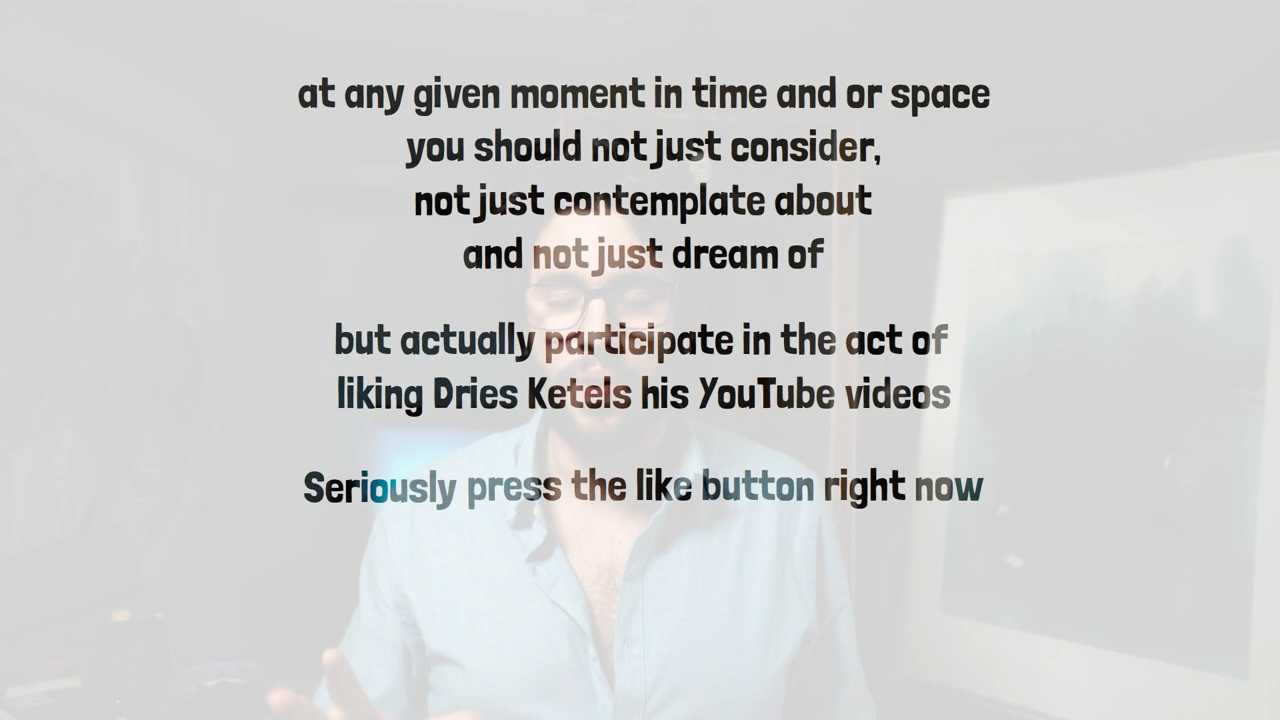 at any given moment in time and or space
you should not just consider,
not just contemplate about
and not just dream of
but actually participate in the act of
liking Dries Ketels his YouTube videos
Seriously press the like button right now